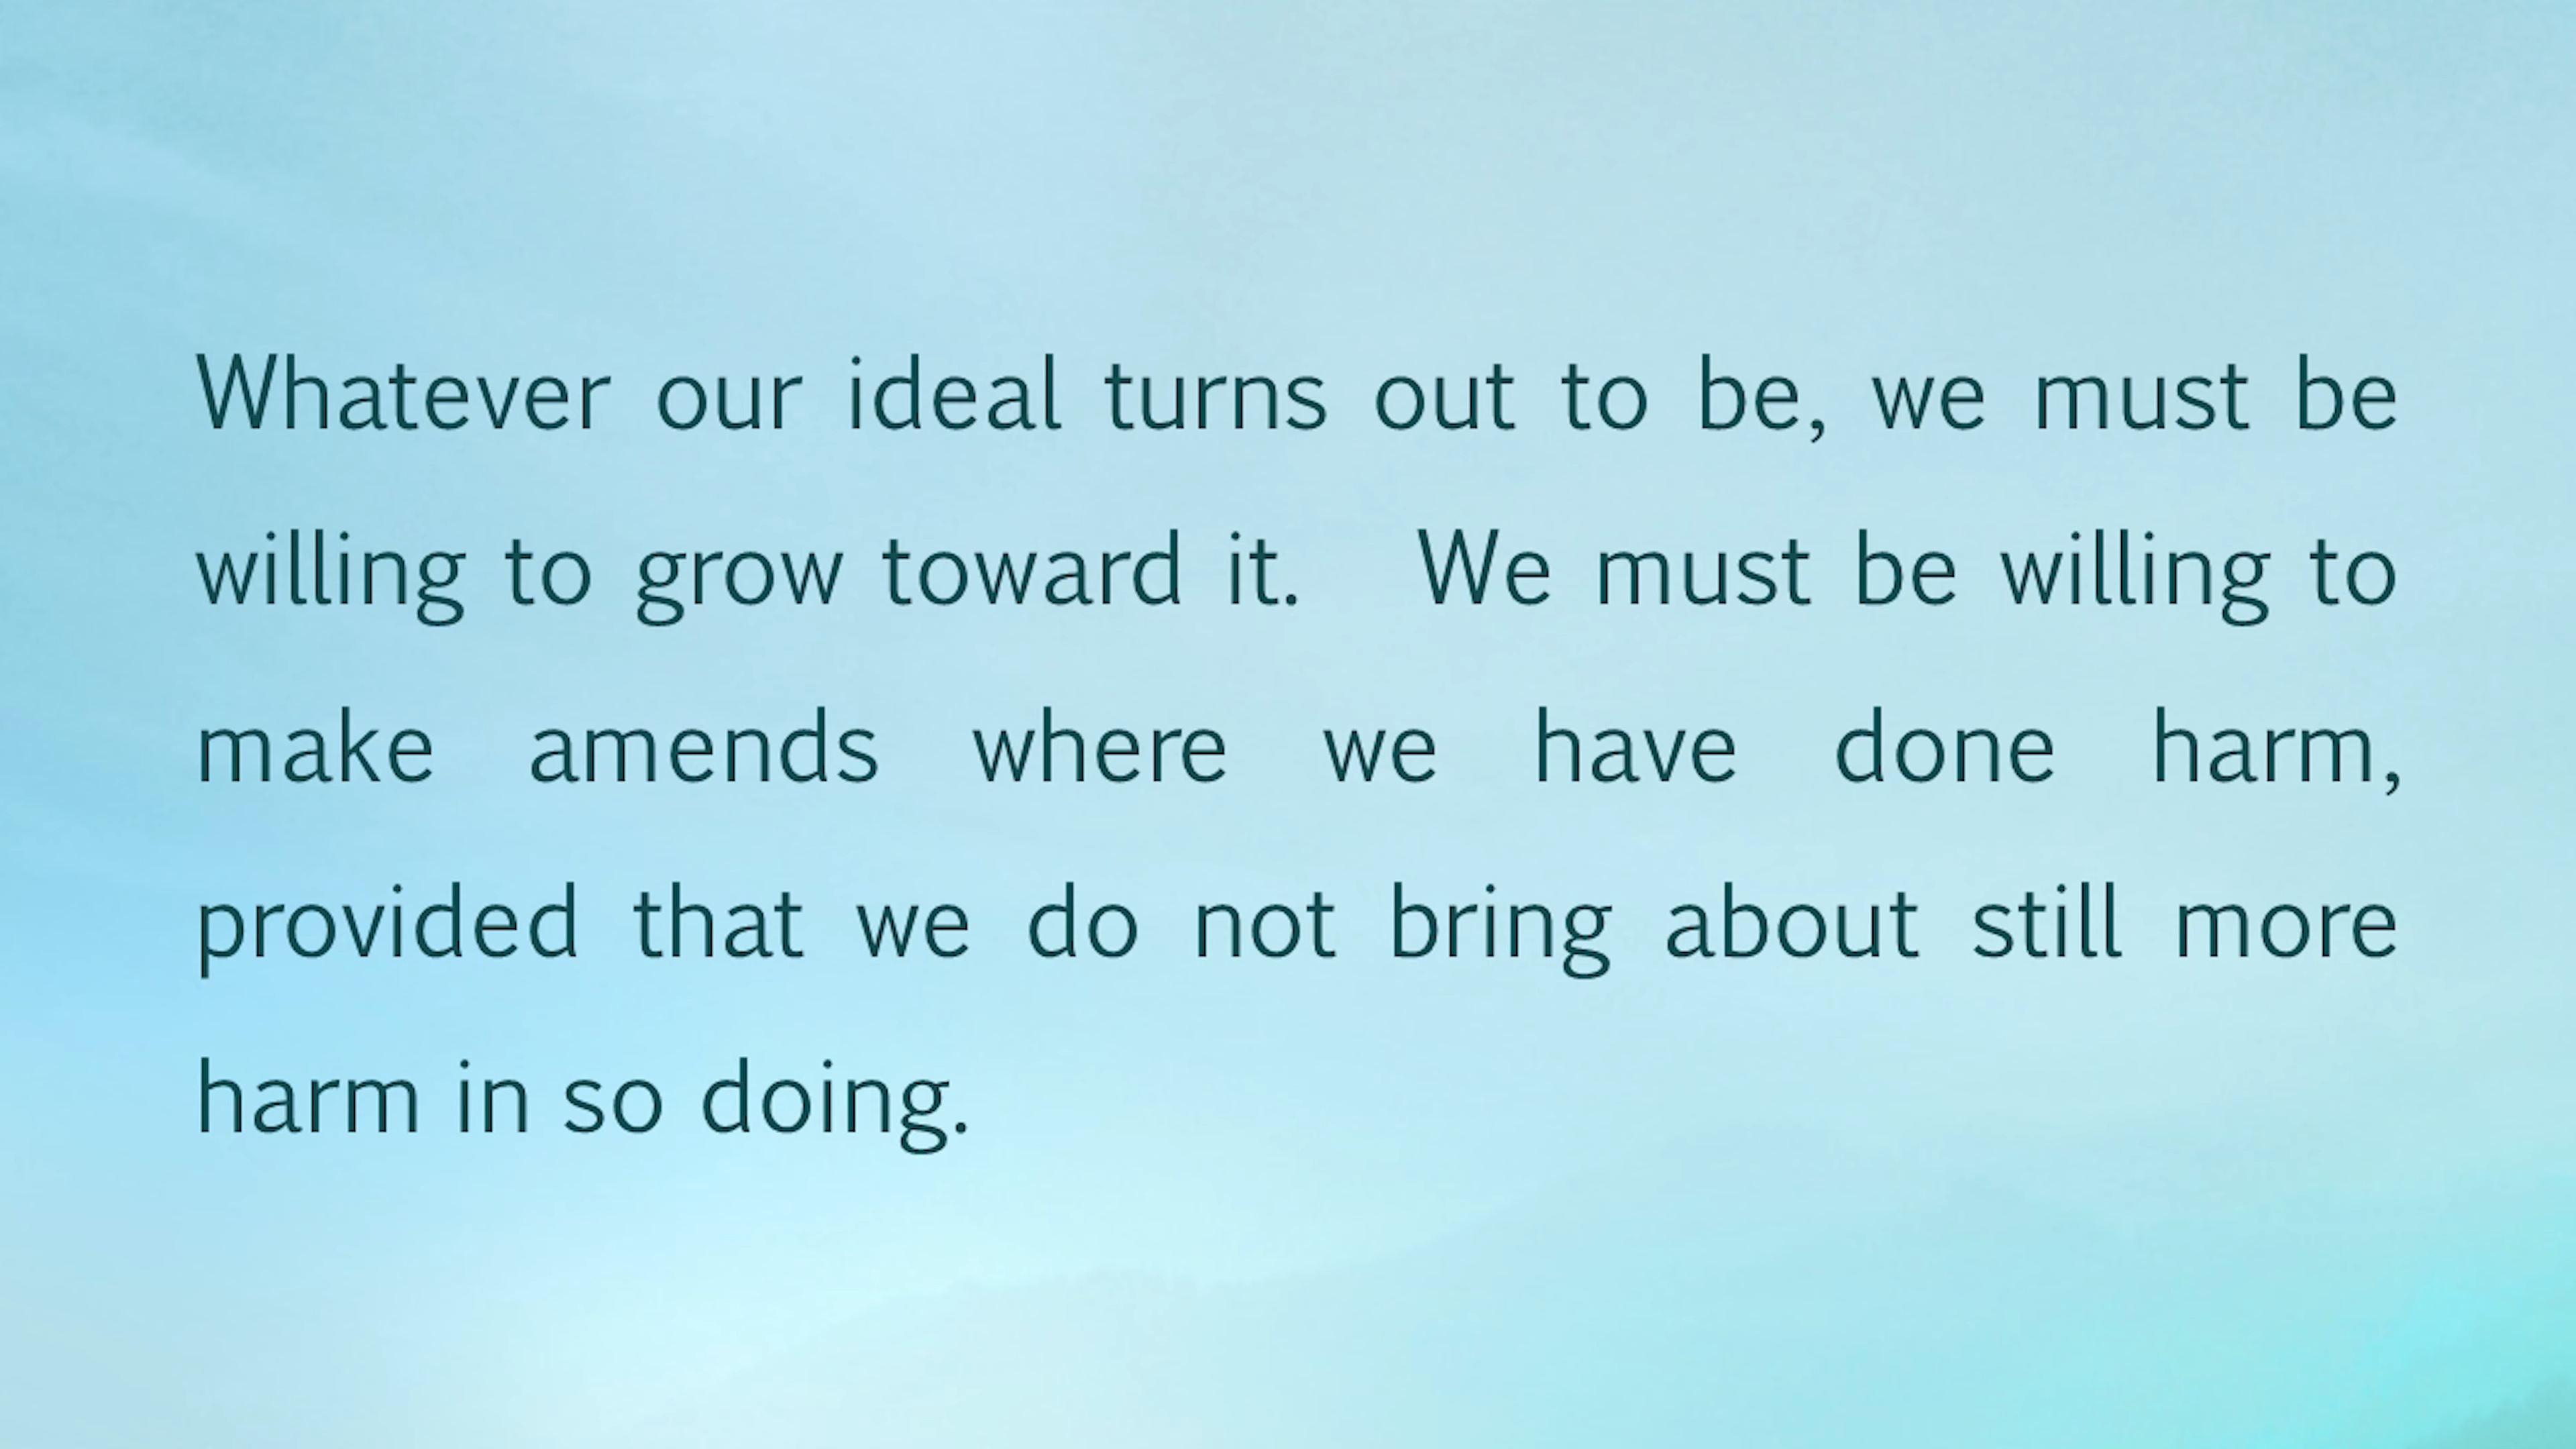 Whatever our ideal turns out to be, we must be
willing to grow toward it.   We must be willing to
make amends where we have done harm,
provided that we do not bring about still more
harm in so doing.